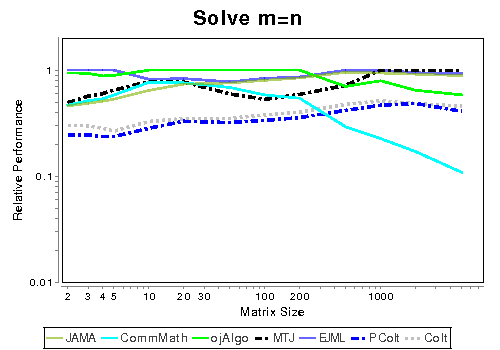 Solve m=n
1
0.1
0.01
Relative Performance
2 3 4 5 10 20 30 100 200 1000
Matrix Size
JAMA CommMath ojAlgo MTJ EJML PColt Colt